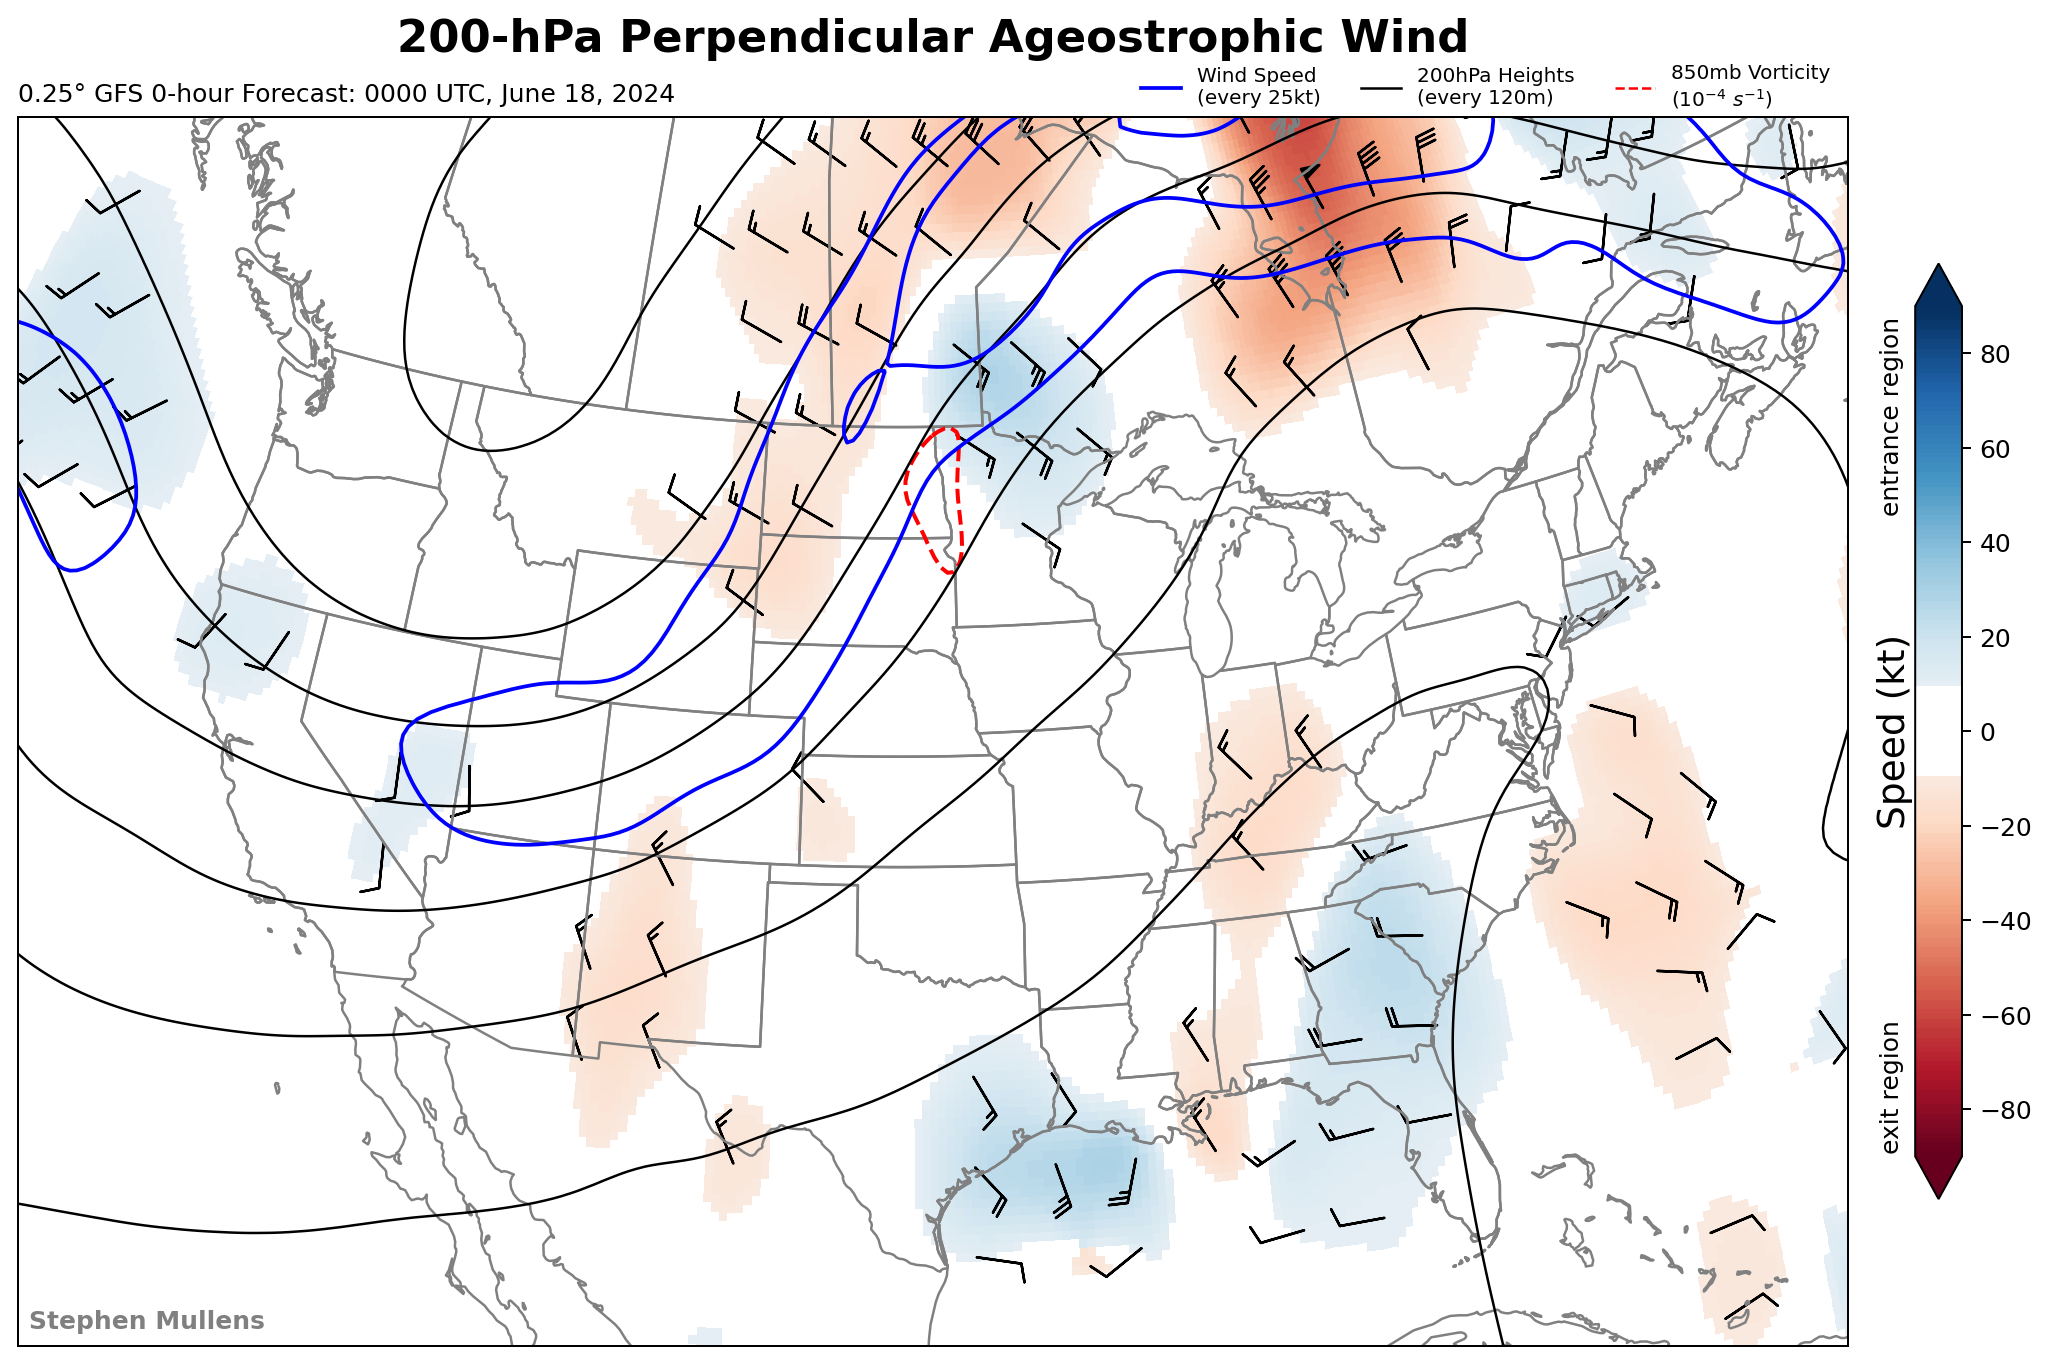 200-hPa Perpendicular Ageostrophic Wind
0.25° GFS 0-hour Forecast: 0000 UTC, June 18, 2024
Wind Speed
(every 25kt)
200hPa Heights
(every 120m)
850mb Vorticity
(10⁻⁴ s⁻¹)
entrance region
Speed (kt)
exit region
80
60
40
20
0
−20
−40
−60
−80
Stephen Mullens